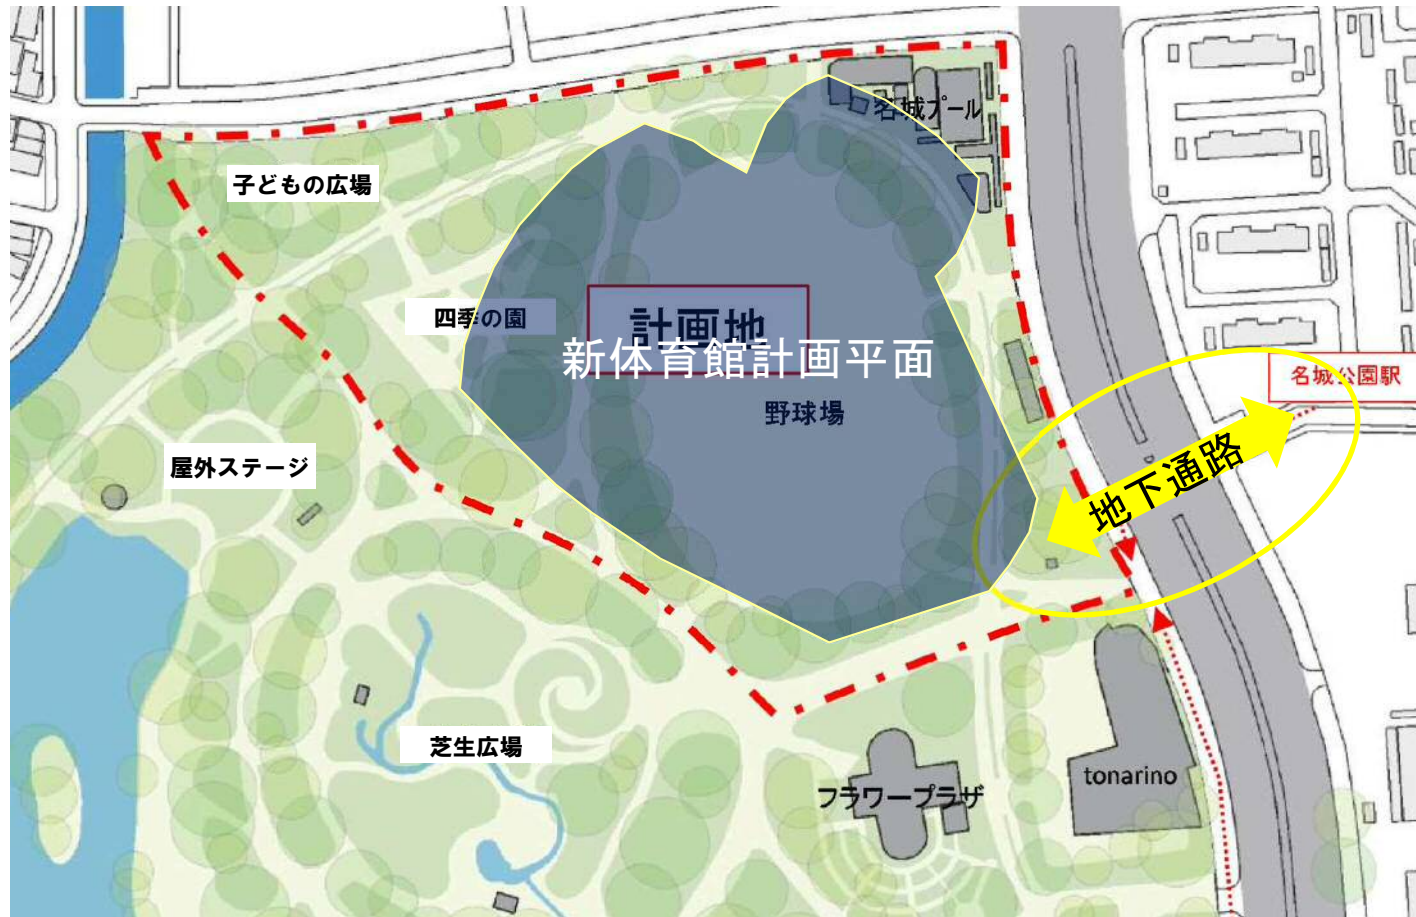 名城プール
子どもの広場
四季の園
計画地
新体育館計画平面
名城公園駅
野球場
地下通路
屋外ステージ
芝生広場
tonarino
フラワープラザ